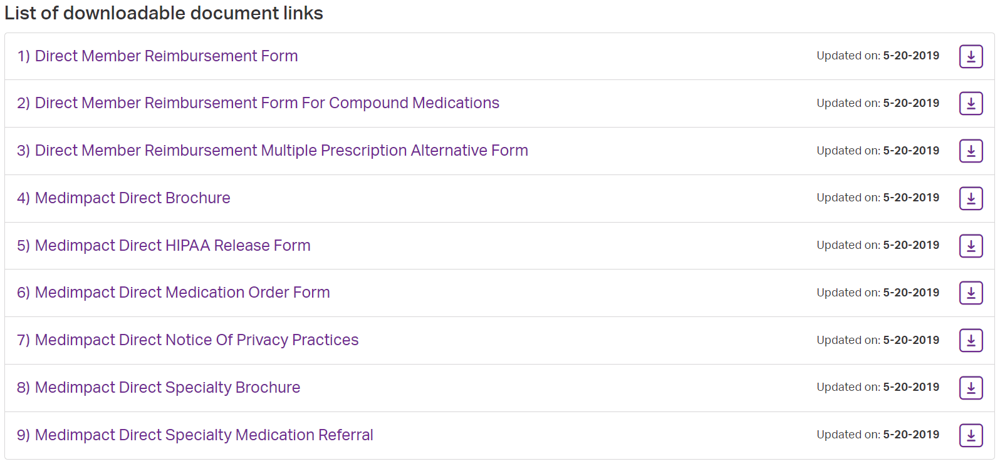 List of downloadable document links
1) Direct Member Reimbursement Form Updated on: 5-20-2019
2) Direct Member Reimbursement Form For Compound Medications Updated on: 5-20-2019
3) Direct Member Reimbursement Multiple Prescription Alternative Form Updated on: 5-20-2019
4) Medimpact Direct Brochure Updated on: 5-20-2019
5) Medimpact Direct HIPAA Release Form Updated on: 5-20-2019
6) Medimpact Direct Medication Order Form Updated on: 5-20-2019
7) Medimpact Direct Notice Of Privacy Practices Updated on: 5-20-2019
8) Medimpact Direct Specialty Brochure Updated on: 5-20-2019
9) Medimpact Direct Specialty Medication Referral Updated on: 5-20-2019